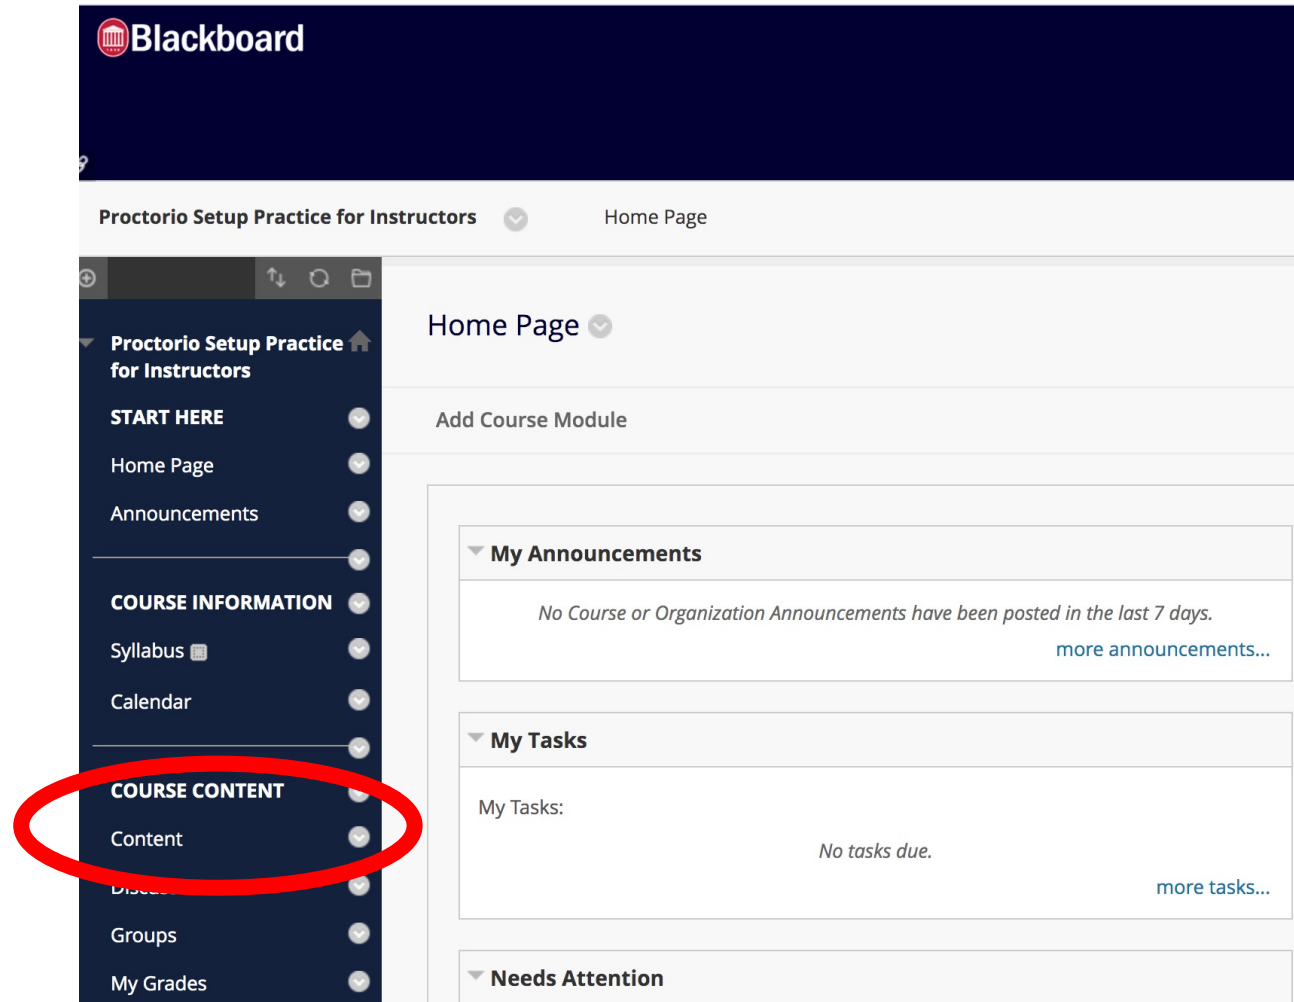 Blackboard
Proctorio Setup Practice for Instructors
Home Page
Proctorio Setup Practice
for Instructors
START HERE
Home Page
Announcements
COURSE INFORMATION
Syllabus
Calendar
COURSE CONTENT
Content
Groups
My Grades
Home Page
Add Course Module
My Announcements
No Course or Organization Announcements have been posted in the last 7 days.
more announcements...
My Tasks
My Tasks:
No tasks due.
more tasks...
Needs Attention